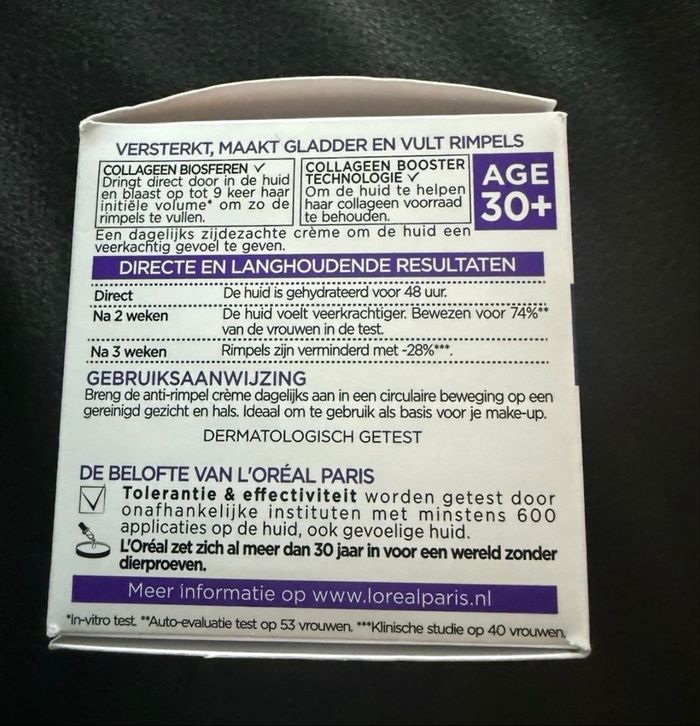 VERSTERKT, MAAKT GLADDER EN VULT RIMPELS
COLLAGEEN BIOSFEREN ✓
Dringt direct door in de huid
en blaast op tot 9 keer haar
initiële volume* om zo de
rimpels te vullen.
COLLAGEEN BOOSTER
TECHNOLOGIE ✓
Om de huid te helpen
haar collageen voorraad
te behouden.
AGE
30+
Een dagelijks zijdezachte crème om de huid een
veerkachtig gevoel te geven.
DIRECTE EN LANGHOUDENDE RESULTATEN
Direct De huid is gehydrateerd voor 48 uur.
Na 2 weken De huid voelt veerkrachtiger. Bewezen voor 74%**
van de vrouwen in de test.
Na 3 weken Rimpels zijn verminderd met -28%***.
GEBRUIKSAANWIJZING
Breng de anti-rimpel crème dagelijks aan in een circulaire beweging op een
gereinigd gezicht en hals. Ideaal om te gebruik als basis voor je make-up.
DERMATOLOGISCH GETEST
DE BELOFTE VAN L'ORÉAL PARIS
Tolerantie & effectiviteit worden getest door
onafhankelijke instituten met minstens 600
applicaties op de huid, ook gevoelige huid.
L'Oréal zet zich al meer dan 30 jaar in voor een wereld zonder
dierproeven.
Meer informatie op www.lorealparis.nl
*In-vitro test. **Auto-evaluatie test op 53 vrouwen. ***Klinische studie op 40 vrouwen.